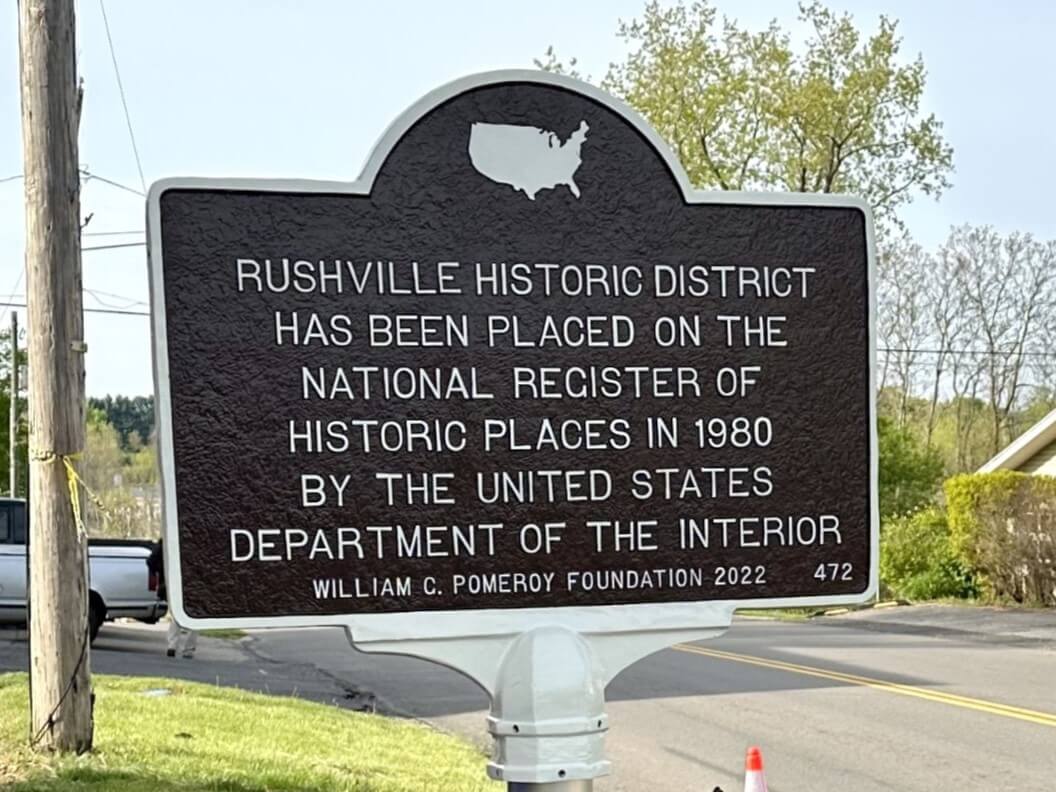 RUSHVILLE HISTORIC DISTRICT
HAS BEEN PLACED ON THE
NATIONAL REGISTER OF
HISTORIC PLACES IN 1980
BY THE UNITED STATES
DEPARTMENT OF THE INTERIOR
WILLIAM C. POMEROY FOUNDATION 2022 472